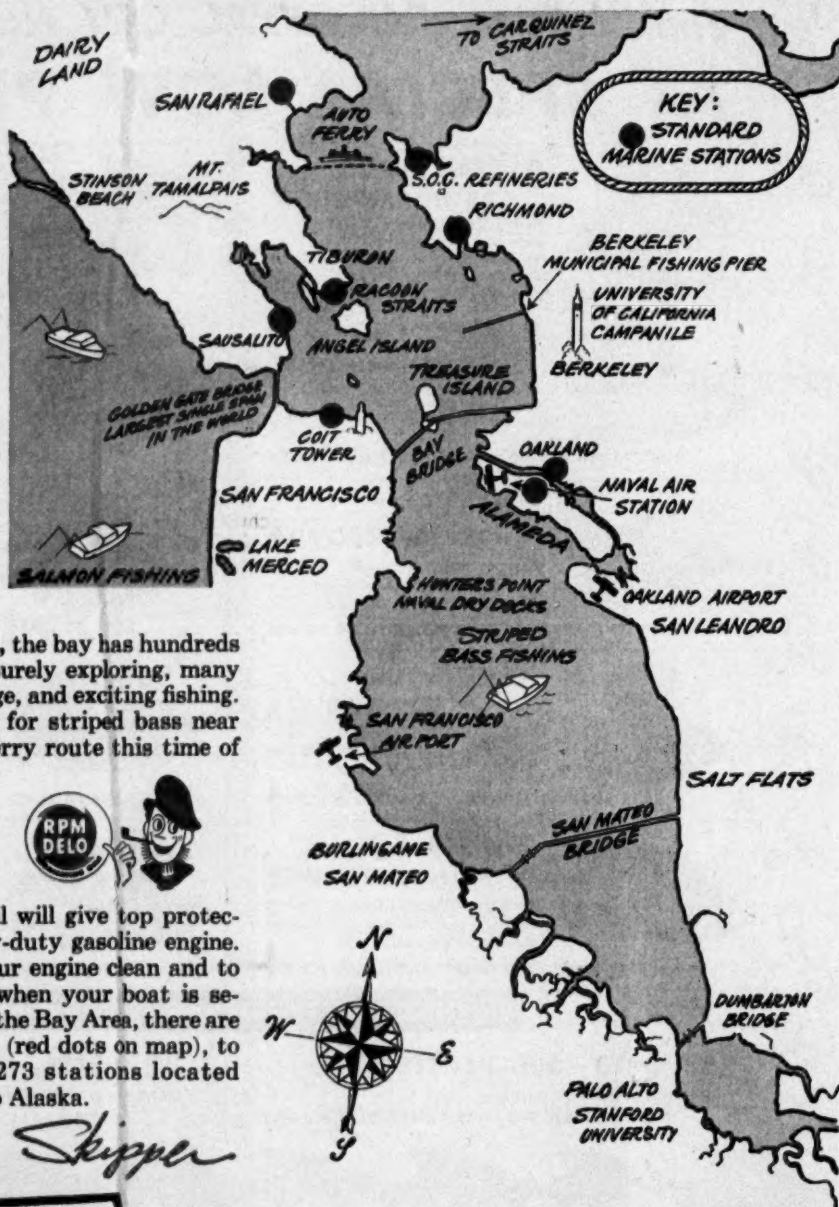 TO CARQUINEZ
STRAITS
DAIRY
LAND
SAN RAFAEL
AUTO
FERRY
KEY:
STANDARD
MARINE STATIONS
S.O.C. REFINERIES
MT.
TAMALPAIS
STINSON
BEACH
RICHMOND
BERKELEY
MUNICIPAL FISHING PIER
TIBURON
RACOON
STRAITS
UNIVERSITY
OF CALIFORNIA
CAMPANILE
SAUSALITO
ANGEL ISLAND
BERKELEY
TREASURE
ISLAND
GOLDEN GATE BRIDGE
LARGEST SINGLE SPAN
IN THE WORLD
COIT
TOWER
BAY
BRIDGE
OAKLAND
NAVAL AIR
STATION
ALAMEDA
SAN FRANCISCO
LAKE
MERCED
SALMON FISHING
HUNTERS POINT
NAVAL DRY DOCKS
OAKLAND AIRPORT
SAN LEANDRO
STRIPED
BASS FISHING
SAN FRANCISCO
AIRPORT
SALT FLATS
SAN MATEO
BRIDGE
BURLINGAME
SAN MATEO
DUMBARTON
BRIDGE
PALO ALTO
STANFORD
UNIVERSITY
N
W
E
S
, the bay has hundreds
surely exploring, many
ge, and exciting fishing.
for striped bass near
erry route this time of
RPM
DELO
l will give top protec-
y-duty gasoline engine.
ur engine clean and to
when your boat is se-
the Bay Area, there are
(red dots on map), to
273 stations located
o Alaska.
Skipper